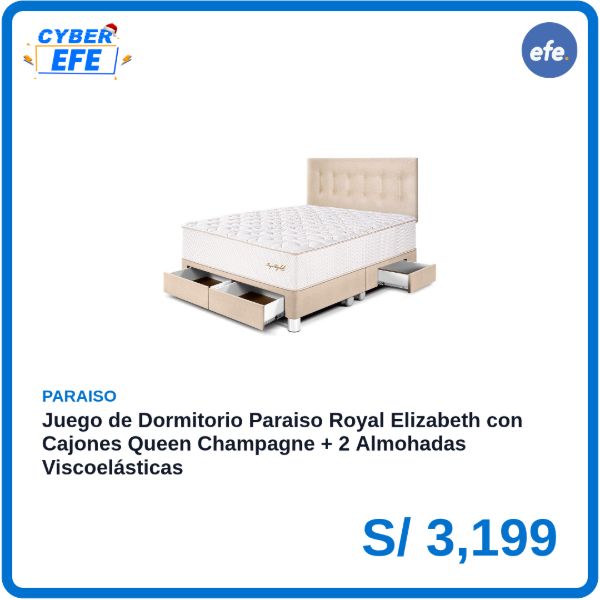 CYBER
EFE
efe.
PARAISO
Juego de Dormitorio Paraiso Royal Elizabeth con
Cajones Queen Champagne + 2 Almohadas
Viscoelásticas
S/ 3,199